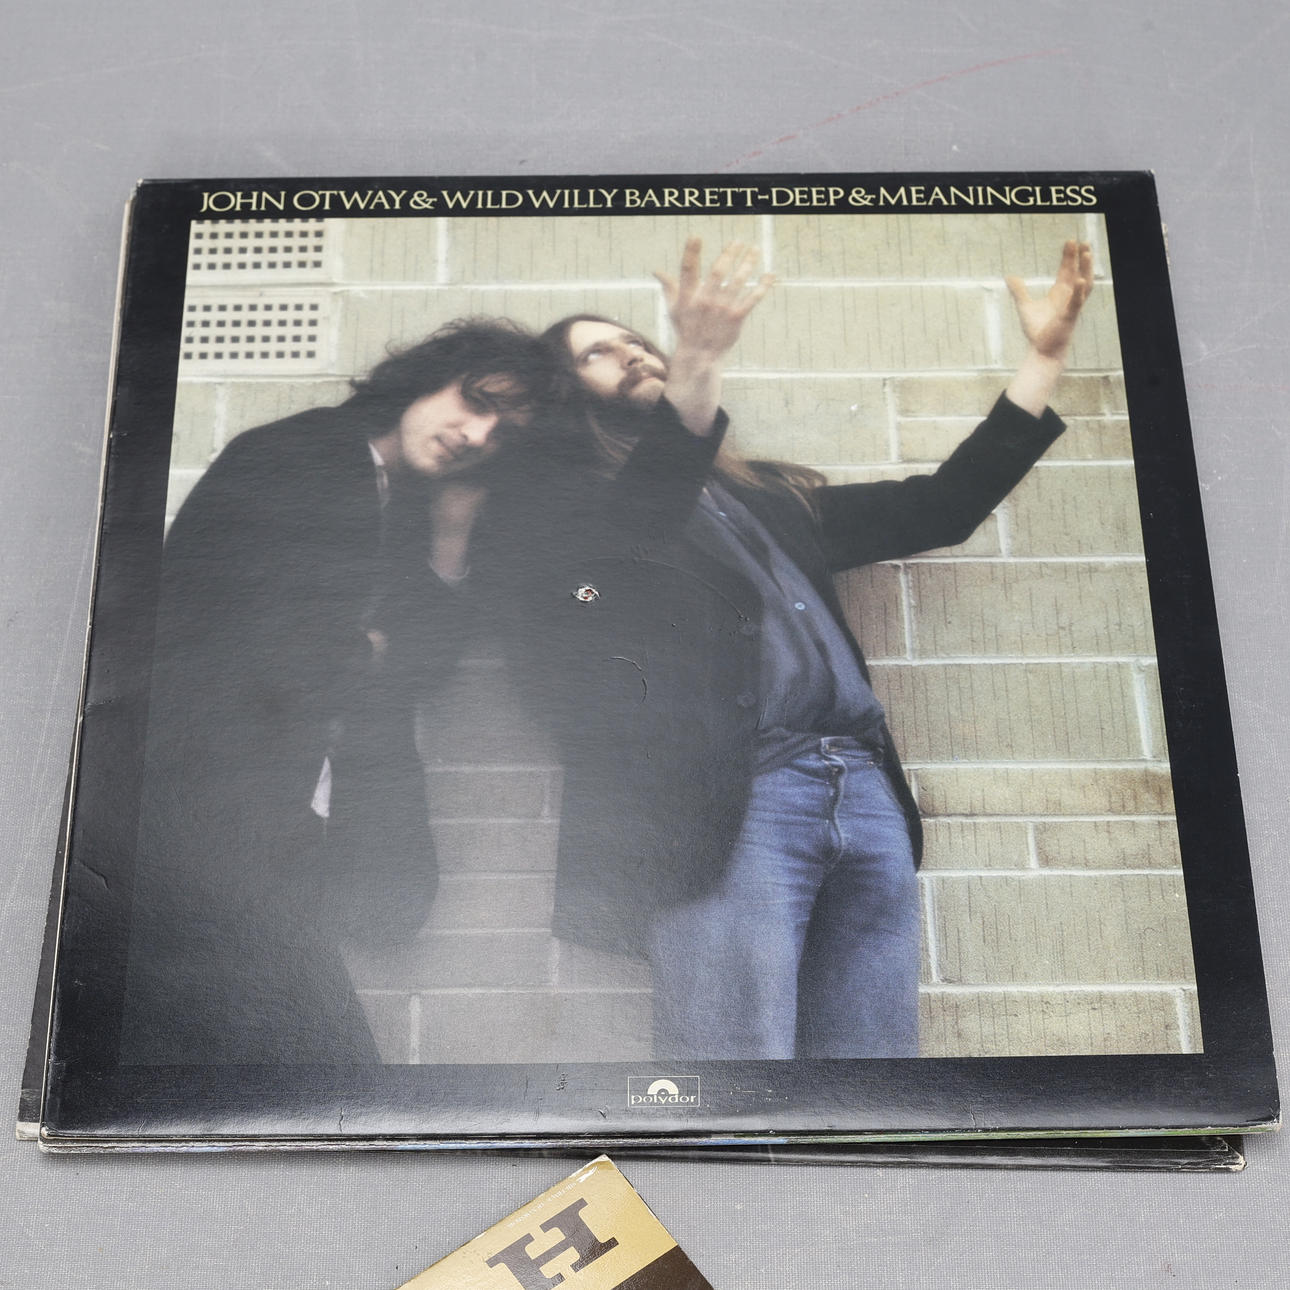 JOHN OTWAY & WILD WILLY BARRETT-DEEP & MEANINGLESS
polydor
H